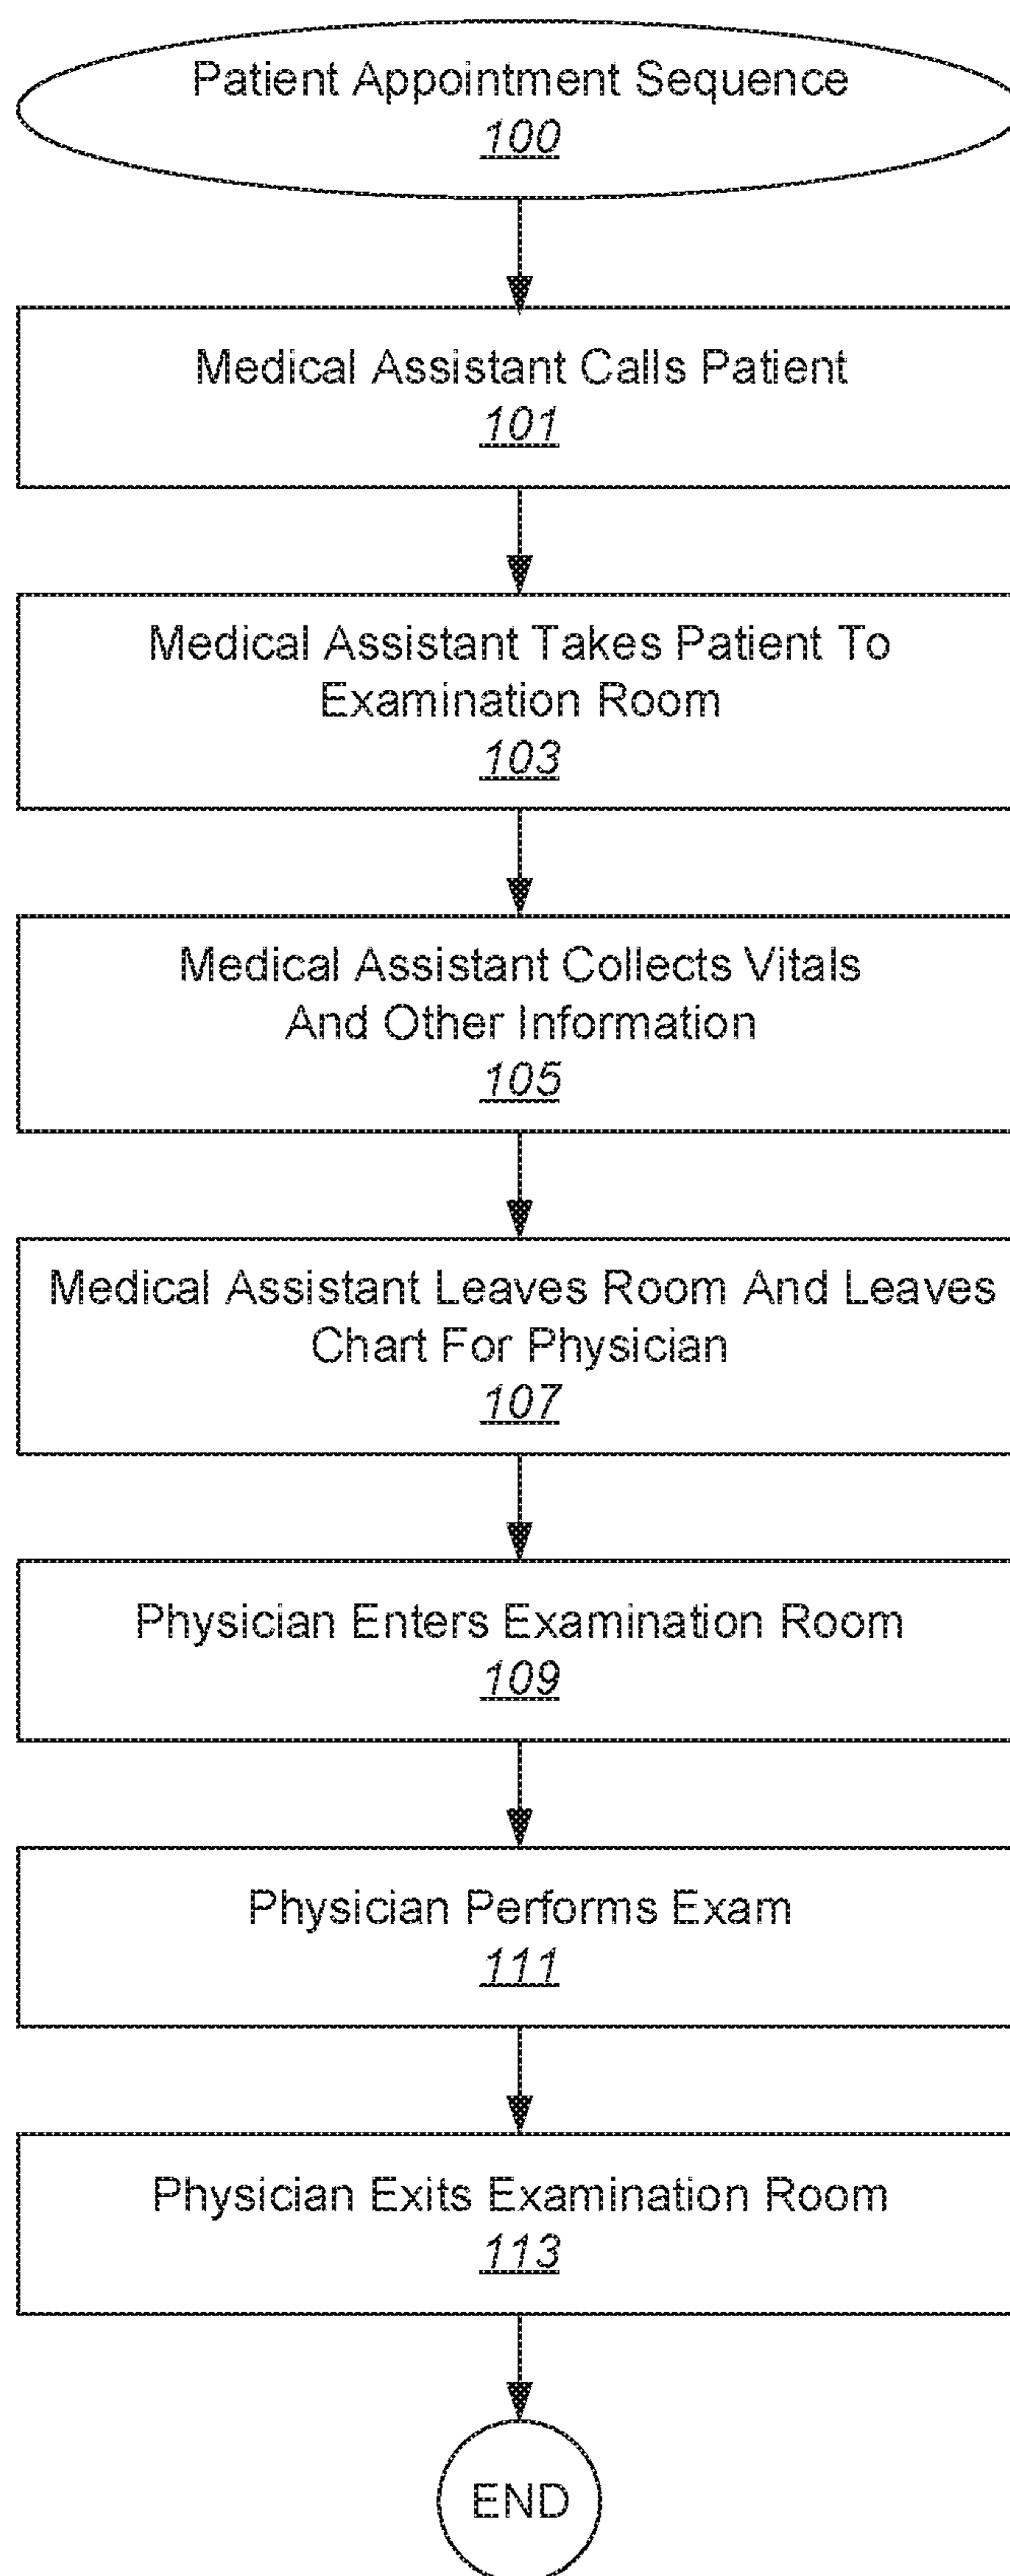 Patient Appointment Sequence
100
Medical Assistant Calls Patient
101
Medical Assistant Takes Patient To
Examination Room
103
Medical Assistant Collects Vitals
And Other Information
105
Medical Assistant Leaves Room And Leaves
Chart For Physician
107
Physician Enters Examination Room
109
Physician Performs Exam
111
Physician Exits Examination Room
113
END